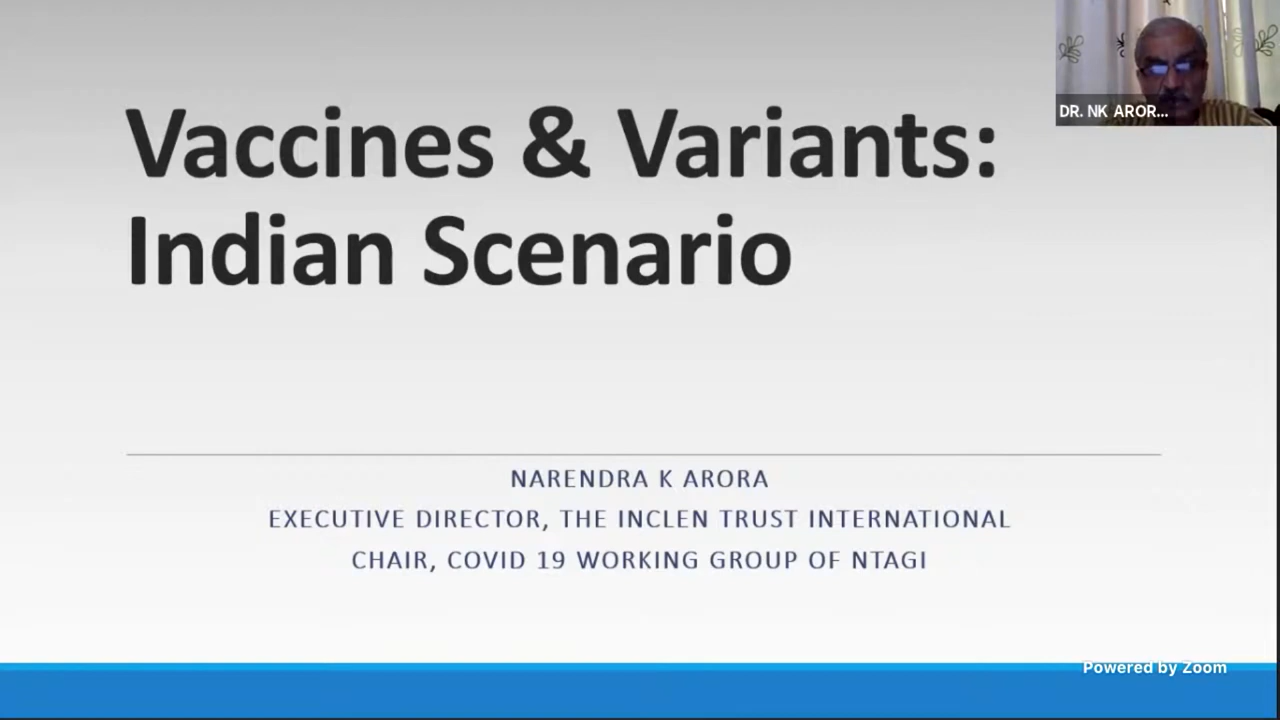 Vaccines & Variants:
Indian Scenario
DR. NK AROR...
NARENDRA K ARORA
EXECUTIVE DIRECTOR, THE INCLEN TRUST INTERNATIONAL
CHAIR, COVID 19 WORKING GROUP OF NTAGI
Powered by Zoom